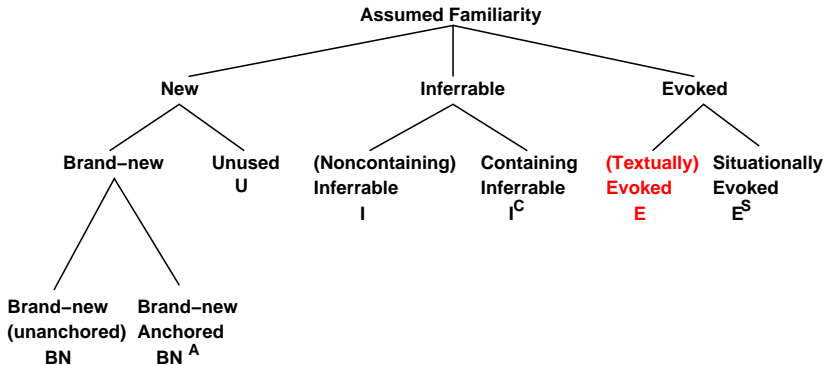 Assumed Familiarity
New Inferrable Evoked
Brand−new
Unused
U
(Noncontaining)
Inferrable
I
Containing
Inferrable
I^C
(Textually)
Evoked
E
Situationally
Evoked
E^S
Brand−new
(unanchored)
BN
Brand−new
Anchored
BN^A